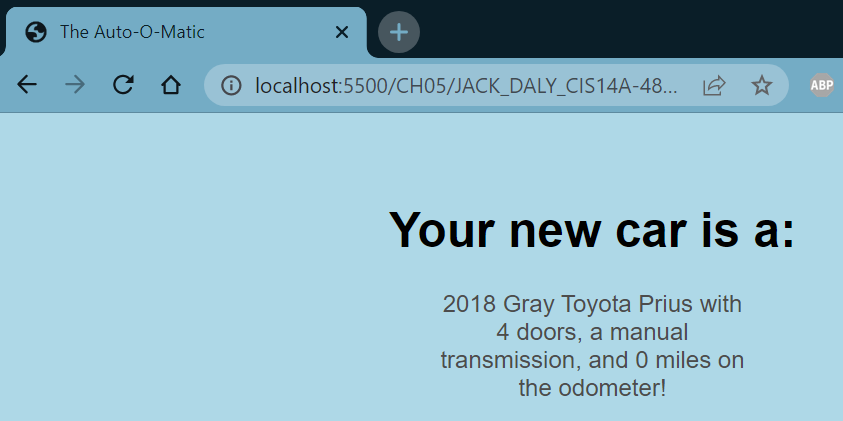 The Auto-O-Matic
localhost:5500/CH05/JACK_DALY_CIS14A-48...
ABP
Your new car is a:
2018 Gray Toyota Prius with
4 doors, a manual
transmission, and 0 miles on
the odometer!